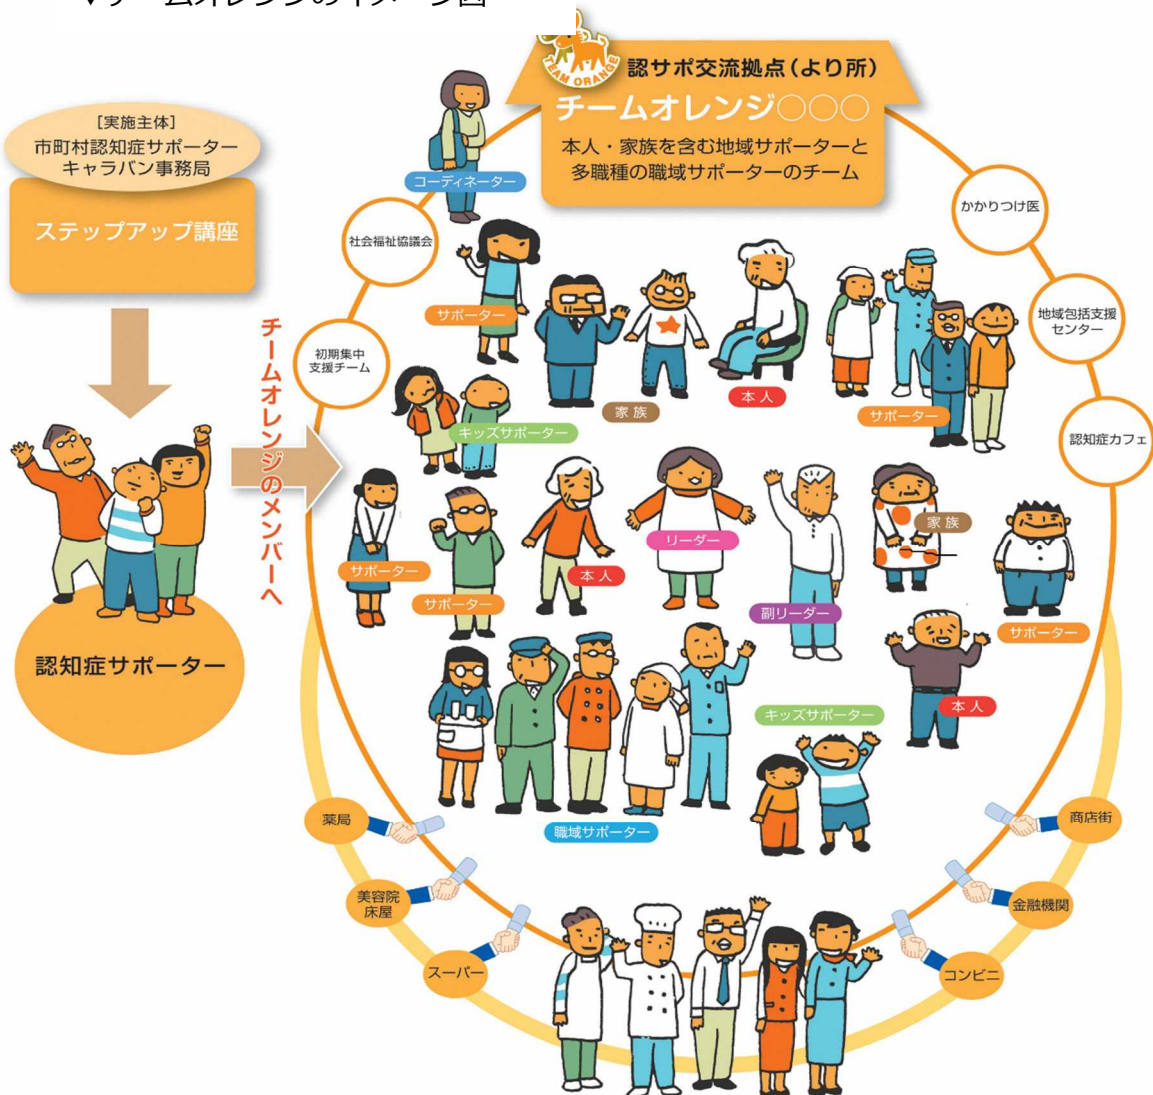 ▼チームオレンジのイメージ図
TEAM ORANGE
認サポ交流拠点（より所）
チームオレンジ○○○
本人・家族を含む地域サポーターと
多職種の職域サポーターのチーム
［実施主体］
市町村認知症サポーター
キャラバン事務局
ステップアップ講座
チームオレンジのメンバーへ
認知症サポーター
コーディネーター
社会福祉協議会
初期集中
支援チーム
かかりつけ医
地域包括支援
センター
認知症カフェ
サポーター
家族
本人
サポーター
キッズサポーター
サポーター
サポーター
本人
リーダー
副リーダー
家族
サポーター
本人
キッズサポーター
職域サポーター
薬局
美容院
床屋
スーパー
商店街
金融機関
コンビニ